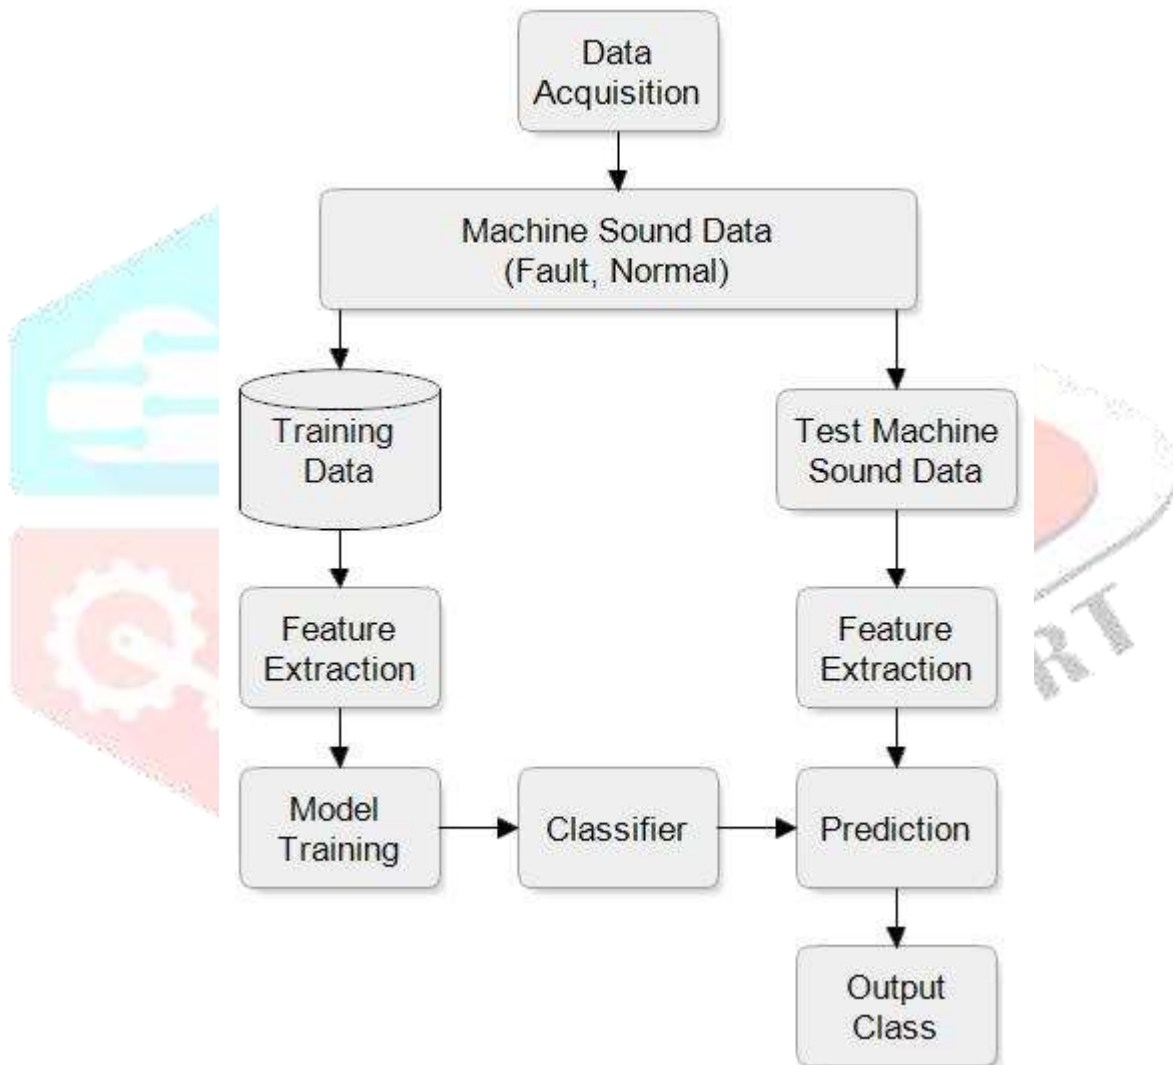 Data
Acquisition
Machine Sound Data
(Fault, Normal)
Training
Data
Test Machine
Sound Data
Feature
Extraction
Feature
Extraction
Model
Training
Classifier
Prediction
Output
Class
RT